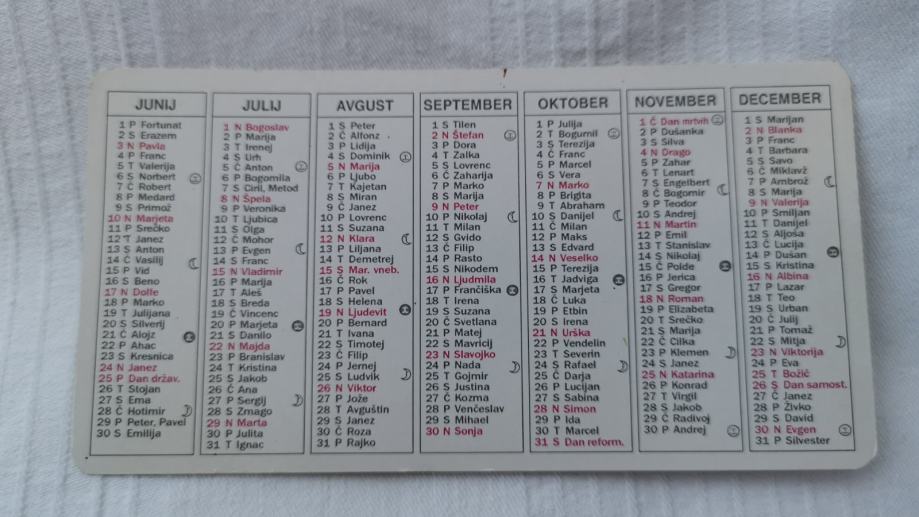 JUNIJ
1 P Fortunat
2 S Erazem
3 N Pavla
4 P Franc
5 T Valerija
6 S Norbert
7 Č Robert
8 P Medard
9 S Primož
10 N Marjeta
11 P Srečko
12 T Janez
13 S Anton
14 Č Vasilij
15 P Vid
16 S Beno
17 N Dolfe
18 P Marko
19 T Julijana
20 S Silverij
21 Č Alojz
22 P Ahac
23 S Kresnica
24 N Janez
25 P Dan držav.
26 T Stojan
27 S Ema
28 Č Hotimir
29 P Peter, Pavel
30 S Emilija
JULIJ
1 N Bogoslav
2 P Marija
3 T Irenej
4 S Urh
5 Č Anton
6 P Bogomila
7 S Ciril, Metod
8 N Špela
9 P Veronika
10 T Ljubica
11 S Olga
12 Č Mohor
13 P Evgen
14 S Franc
15 N Vladimir
16 P Marija
17 T Aleš
18 S Breda
19 Č Vincenc
20 P Marjeta
21 S Danilo
22 N Majda
23 P Branislav
24 T Kristina
25 S Jakob
26 Č Ana
27 P Sergij
28 S Zmago
29 N Marta
30 P Julita
31 T Ignac
AVGUST
1 S Peter
2 Č Alfonz
3 P Lidija
4 S Dominik
5 N Marija
6 P Ljubo
7 T Kajetan
8 S Miran
9 Č Janez
10 P Lovrenc
11 S Suzana
12 N Klara
13 P Liljana
14 T Demetrej
15 S Mar. vneb.
16 Č Rok
17 P Pavel
18 S Helena
19 N Ljudevit
20 P Bernard
21 T Ivana
22 S Timotej
23 Č Filip
24 P Jernej
25 S Ludvik
26 N Viktor
27 P Jože
28 T Avguštin
29 S Janez
30 Č Roza
31 P Rajko
SEPTEMBER
1 S Tilen
2 N Štefan
3 P Dora
4 T Zalka
5 S Lovrenc
6 Č Zaharija
7 P Marko
8 S Marija
9 N Peter
10 P Nikolaj
11 T Milan
12 S Gvido
13 Č Filip
14 P Rasto
15 S Nikodem
16 N Ljudmila
17 P Frančiška
18 T Irena
19 S Suzana
20 Č Svetlana
21 P Matej
22 S Mavricij
23 N Slavojko
24 P Nada
25 T Gojmir
26 S Justina
27 Č Kozma
28 P Venčeslav
29 S Mihael
30 N Sonja
OKTOBER
1 P Julija
2 T Bogumil
3 S Terezija
4 Č Franc
5 P Marcel
6 S Vera
7 N Marko
8 P Brigita
9 T Abraham
10 S Danijel
11 Č Milan
12 P Maks
13 S Edvard
14 N Veselko
15 P Terezija
16 T Jadviga
17 S Marjeta
18 Č Luka
19 P Etbin
20 S Irena
21 N Urška
22 P Vendelin
23 T Severin
24 S Rafael
25 Č Darja
26 P Lucijan
27 S Sabina
28 N Simon
29 P Ida
30 T Marcel
31 S Dan reform.
NOVEMBER
1 Č Dan mrtvih
2 P Dušanka
3 S Silva
4 N Drago
5 P Zahar
6 T Lenart
7 S Engelbert
8 Č Bogomir
9 P Teodor
10 S Andrej
11 N Martin
12 P Emil
13 T Stanislav
14 S Nikolaj
15 Č Polde
16 P Jerica
17 S Gregor
18 N Roman
19 P Elizabeta
20 T Srečko
21 S Marija
22 Č Cilka
23 P Klemen
24 S Janez
25 N Katarina
26 P Konrad
27 T Virgil
28 S Jakob
29 Č Radivoj
30 P Andrej
DECEMBER
1 S Marijan
2 N Blanka
3 P Franc
4 T Barbara
5 S Savo
6 Č Miklavž
7 P Ambrož
8 S Marija
9 N Valerija
10 P Smiljan
11 T Danijel
12 S Aljoša
13 Č Lucija
14 P Dušan
15 S Kristina
16 N Albina
17 P Lazar
18 T Teo
19 S Urban
20 Č Julij
21 P Tomaž
22 S Mitja
23 N Viktorija
24 P Eva
25 T Božič
26 S Dan samost.
27 Č Janez
28 P Živko
29 S David
30 N Evgen
31 P Silvester